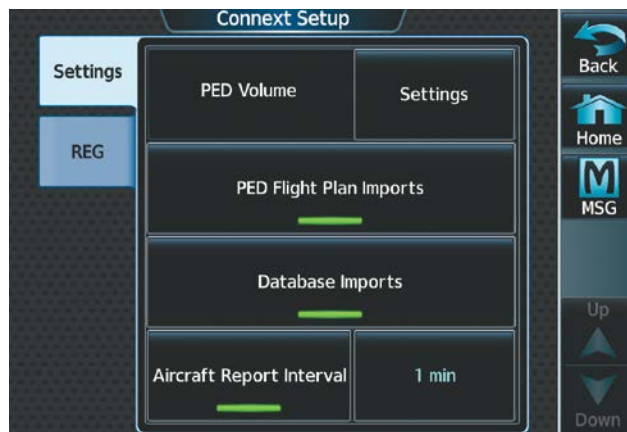 Connext Setup
Settings
REG
PED Volume
Settings
PED Flight Plan Imports
Database Imports
Aircraft Report Interval
1 min
Back
Home
MSG
Up
Down